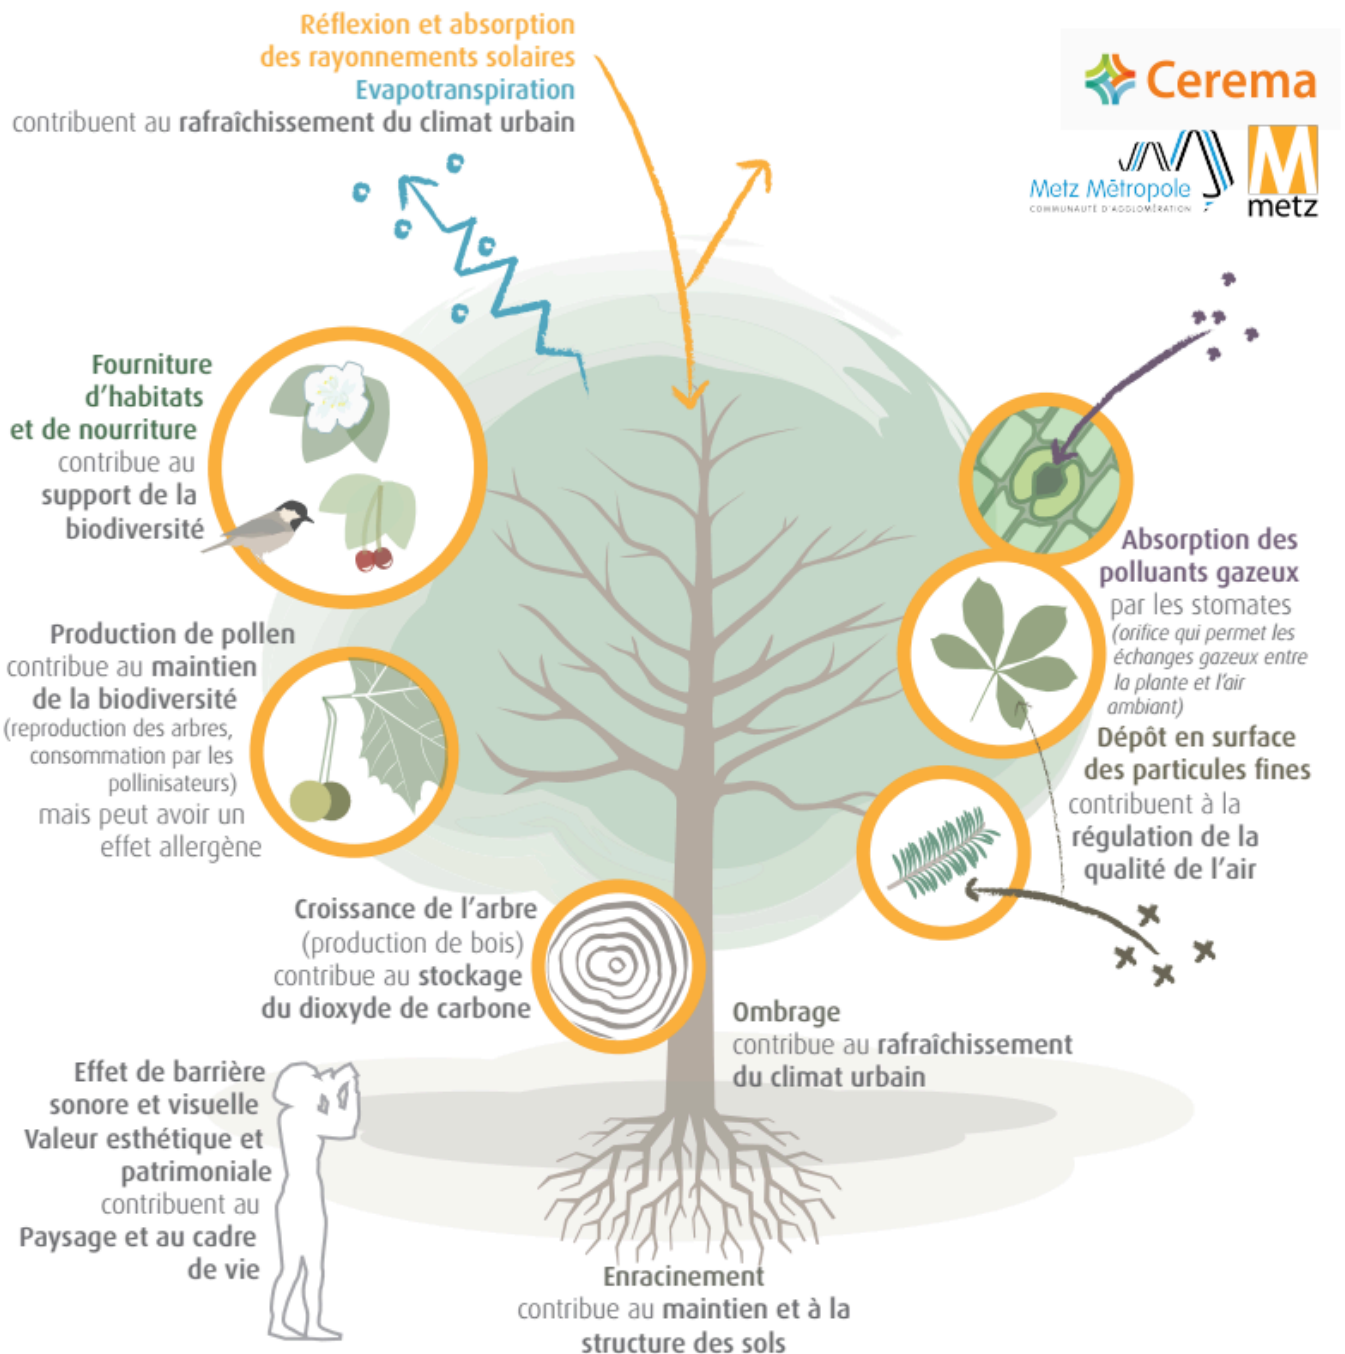 Réflexion et absorption
des rayonnements solaires
Evapotranspiration
contribuent au rafraîchissement du climat urbain
Cerema
Metz Métropole
COMMUNAUTÉ D'AGGLOMÉRATION
M
metz
Fourniture
d'habitats
et de nourriture
contribue au
support de la
biodiversité
Production de pollen
contribue au maintien
de la biodiversité
(reproduction des arbres,
consommation par les
pollinisateurs)
mais peut avoir un
effet allergène
Absorption des
polluants gazeux
par les stomates
(orifice qui permet les
échanges gazeux entre
la plante et l'air
ambiant)
Dépôt en surface
des particules fines
contribuent à la
régulation de la
qualité de l'air
Croissance de l'arbre
(production de bois)
contribue au stockage
du dioxyde de carbone
Ombrage
contribue au rafraîchissement
du climat urbain
Effet de barrière
sonore et visuelle
Valeur esthétique et
patrimoniale
contribuent au
Paysage et au cadre
de vie
Enracinement
contribue au maintien et à la
structure des sols